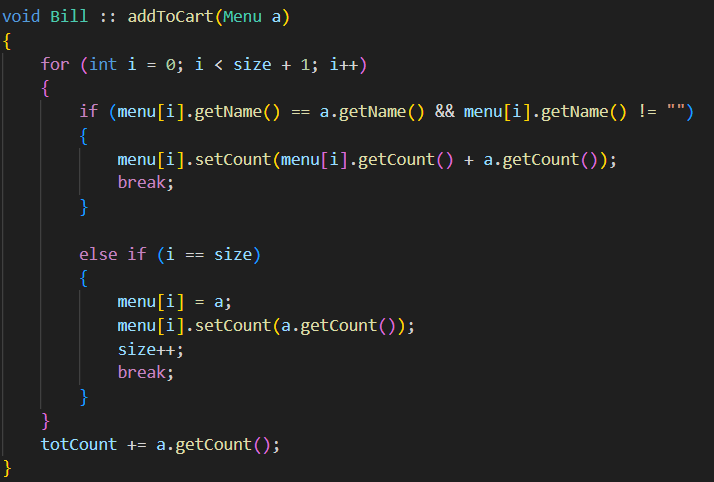 void Bill :: addToCart(Menu a)
{
    for (int i = 0; i < size + 1; i++)
    {
        if (menu[i].getName() == a.getName() && menu[i].getName() != "")
        {
            menu[i].setCount(menu[i].getCount() + a.getCount());
            break;
        }

        else if (i == size)
        {
            menu[i] = a;
            menu[i].setCount(a.getCount());
            size++;
            break;
        }
    }
    totCount += a.getCount();
}